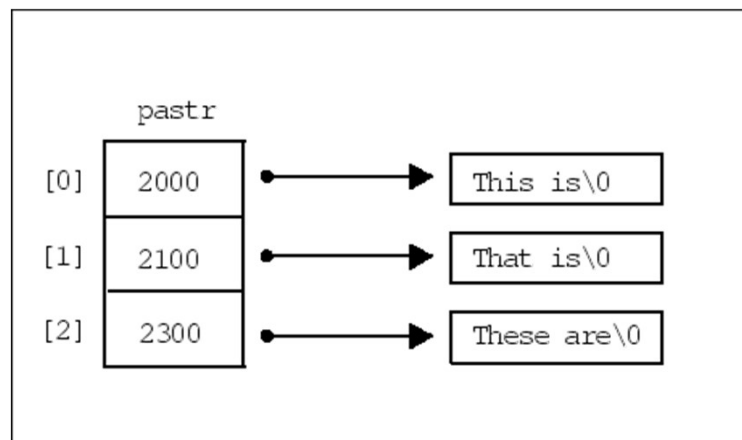 pastr
[0] 2000 This is\0
[1] 2100 That is\0
[2] 2300 These are\0